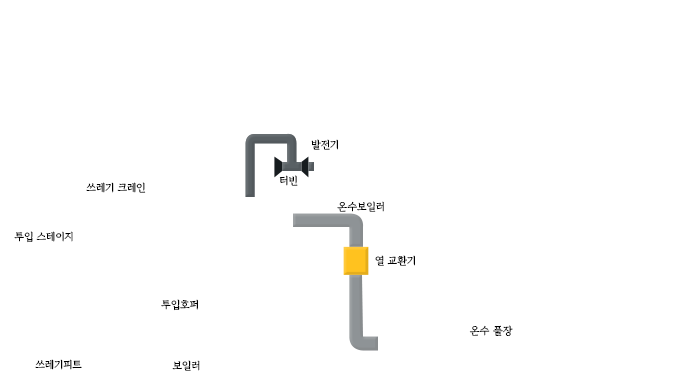 발전기
터빈
쓰레기 크레인
온수보일러
투입 스테이지
열 교환기
투입호퍼
온수 풀장
쓰레기피트
보일러